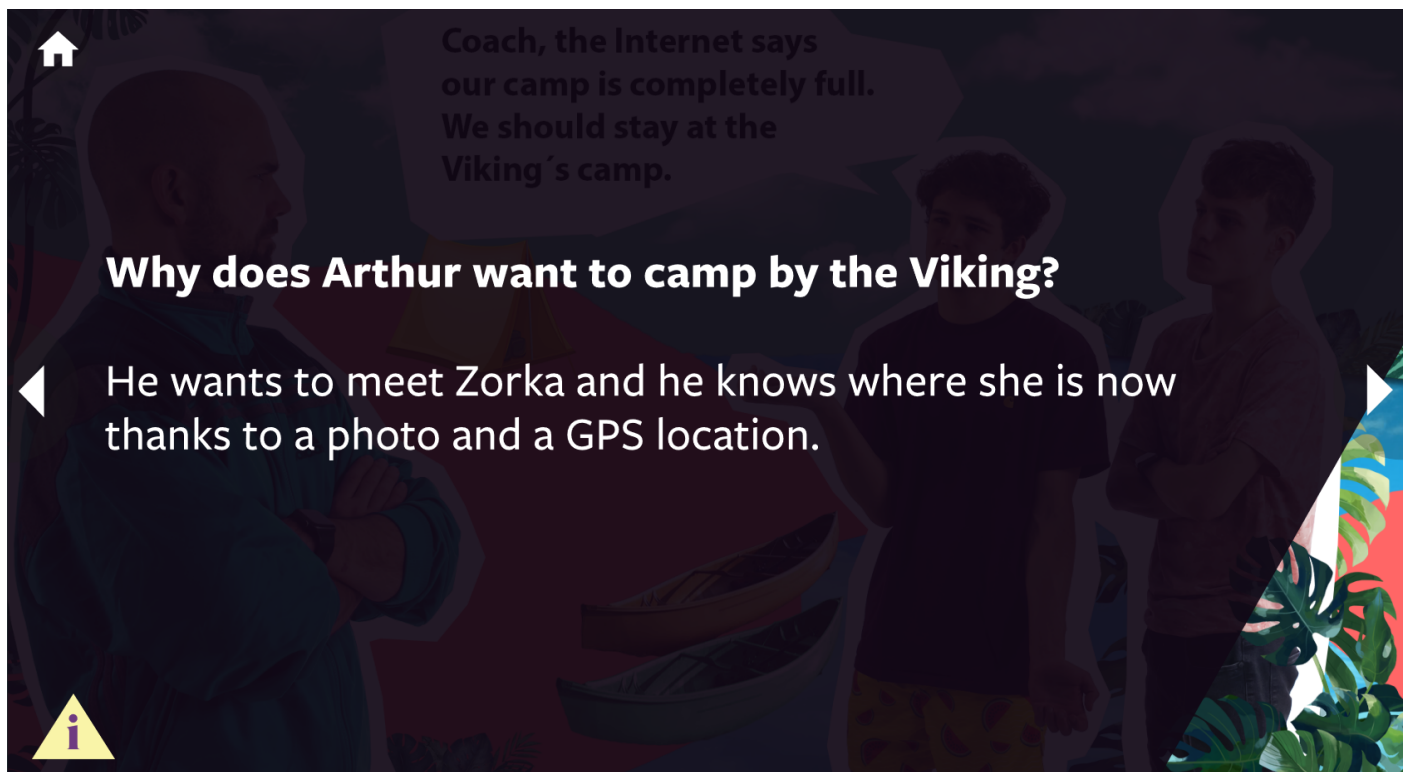 Coach, the Internet says
our camp is completely full.
We should stay at the
Viking´s camp.
Why does Arthur want to camp by the Viking?
He wants to meet Zorka and he knows where she is now
thanks to a photo and a GPS location.
i